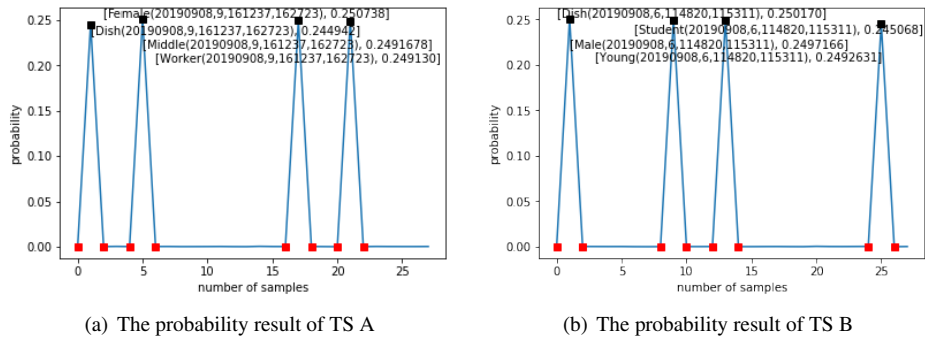 [Female(20190908,9,161237,162723), 0.250738]
[Dish(20190908,9,161237,162723), 0.244942]
[Middle(20190908,9,161237,162723), 0.2491678]
[Worker(20190908,9,161237,162723), 0.249130]
0.25
0.20
0.15
0.10
0.05
0.00
probability
0 5 10 15 20 25
number of samples
(a) The probability result of TS A
[Dish(20190908,6,114820,115311), 0.250170]
[Student(20190908,6,114820,115311), 0.245068]
[Male(20190908,6,114820,115311), 0.2497166]
[Young(20190908,6,114820,115311), 0.2492631]
0.25
0.20
0.15
0.10
0.05
0.00
probability
0 5 10 15 20 25
number of samples
(b) The probability result of TS B